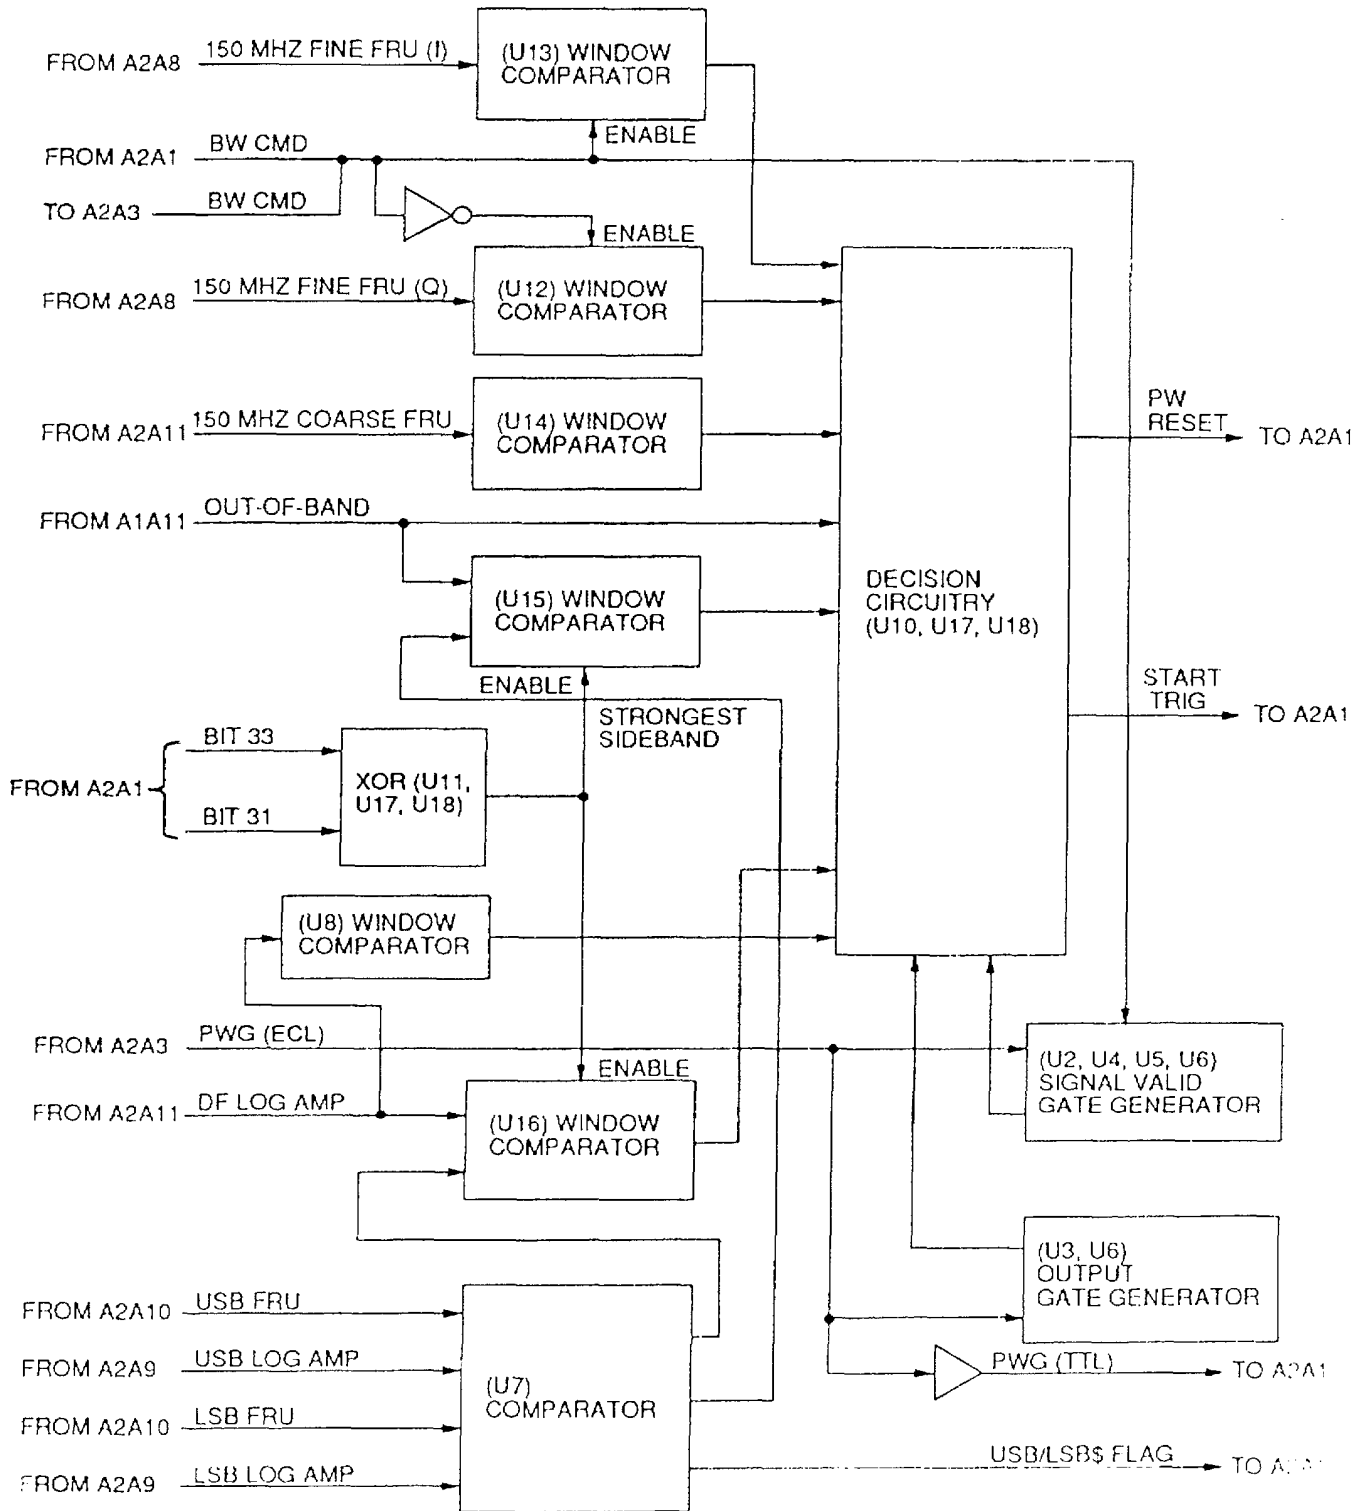 150 MHZ FINE FRU (I)
FROM A2A8
(U13) WINDOW
COMPARATOR
ENABLE
BW CMD
FROM A2A1
BW CMD
TO A2A3
ENABLE
150 MHZ FINE FRU (Q)
FROM A2A8
(U12) WINDOW
COMPARATOR
150 MHZ COARSE FRU
FROM A2A11
(U14) WINDOW
COMPARATOR
PW
RESET
TO A2A1
OUT-OF-BAND
FROM A1A11
(U15) WINDOW
COMPARATOR
DECISION
CIRCUITRY
(U10, U17, U18)
ENABLE
STRONGEST
SIDEBAND
START
TRIG
TO A2A1
BIT 33
FROM A2A1
BIT 31
XOR (U11,
U17, U18)
(U8) WINDOW
COMPARATOR
PWG (ECL)
FROM A2A3
ENABLE
(U2, U4, U5, U6)
SIGNAL VALID
GATE GENERATOR
DF LOG AMP
FROM A2A11
(U16) WINDOW
COMPARATOR
(U3, U6)
OUTPUT
GATE GENERATOR
USB FRU
FROM A2A10
USB LOG AMP
FROM A2A9
PWG (TTL)
TO A2A1
(U7)
COMPARATOR
LSB FRU
FROM A2A10
USB/LSB$ FLAG
TO
LSB LOG AMP
FROM A2A9